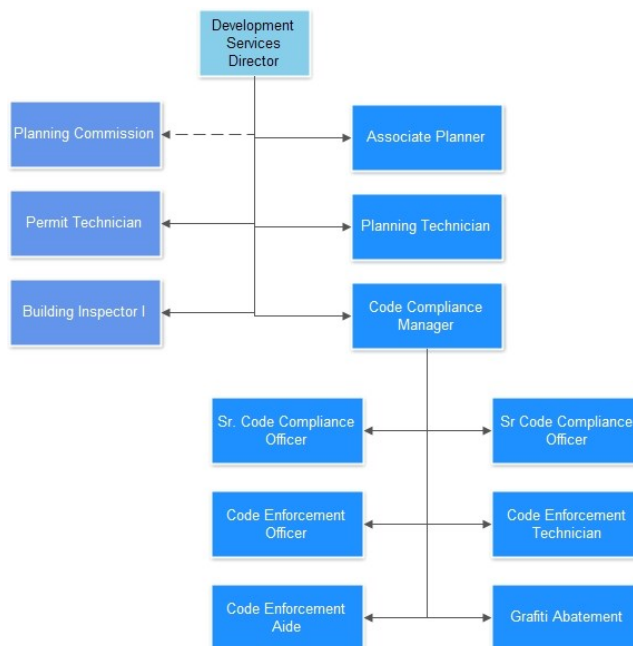 Development
Services
Director
Planning Commission
Associate Planner
Permit Technician
Planning Technician
Building Inspector I
Code Compliance
Manager
Sr. Code Compliance
Officer
Sr Code Compliance
Officer
Code Enforcement
Officer
Code Enforcement
Technician
Code Enforcement
Aide
Grafiti Abatement